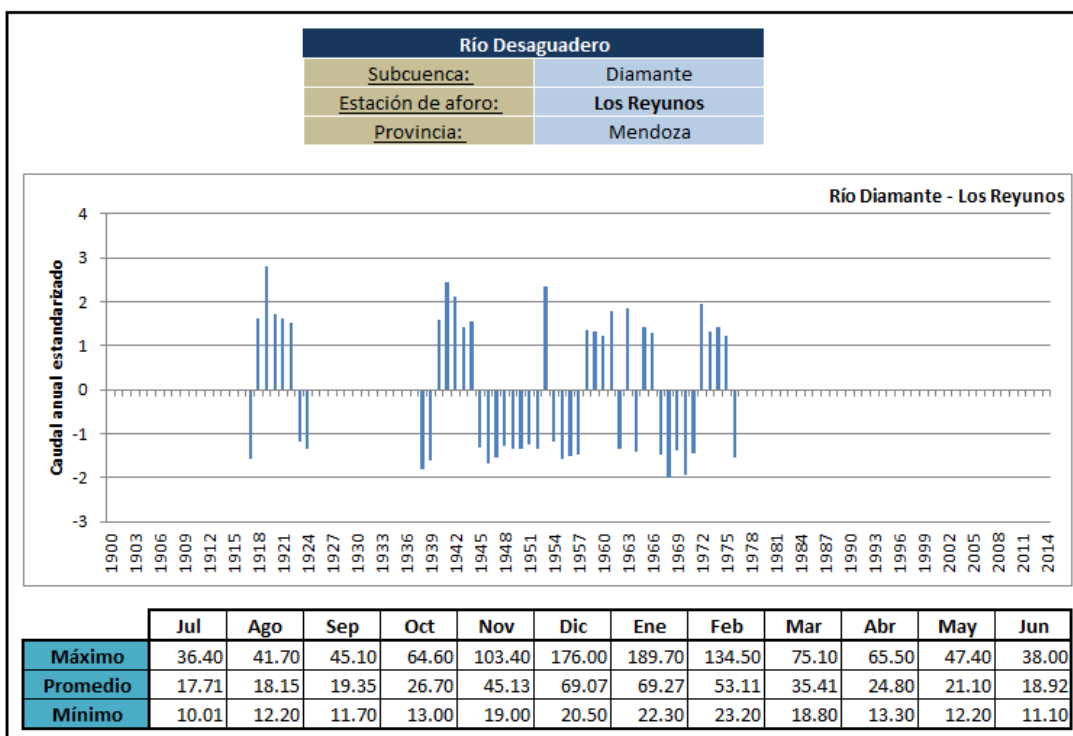 Río Desaguadero
Subcuenca: Diamante
Estación de aforo: Los Reyunos
Provincia: Mendoza
Río Diamante - Los Reyunos
Caudal anual estandarizado
4
3
2
1
0
-1
-2
-3
1900 1903 1906 1909 1912 1915 1918 1921 1924 1927 1930 1933 1936 1939 1942 1945 1948 1951 1954 1957 1960 1963 1966 1969 1972 1975 1978 1981 1984 1987 1990 1993 1996 1999 2002 2005 2008 2011 2014
Jul Ago Sep Oct Nov Dic Ene Feb Mar Abr May Jun
Máximo 36.40 41.70 45.10 64.60 103.40 176.00 189.70 134.50 75.10 65.50 47.40 38.00
Promedio 17.71 18.15 19.35 26.70 45.13 69.07 69.27 53.11 35.41 24.80 21.10 18.92
Mínimo 10.01 12.20 11.70 13.00 19.00 20.50 22.30 23.20 18.80 13.30 12.20 11.10